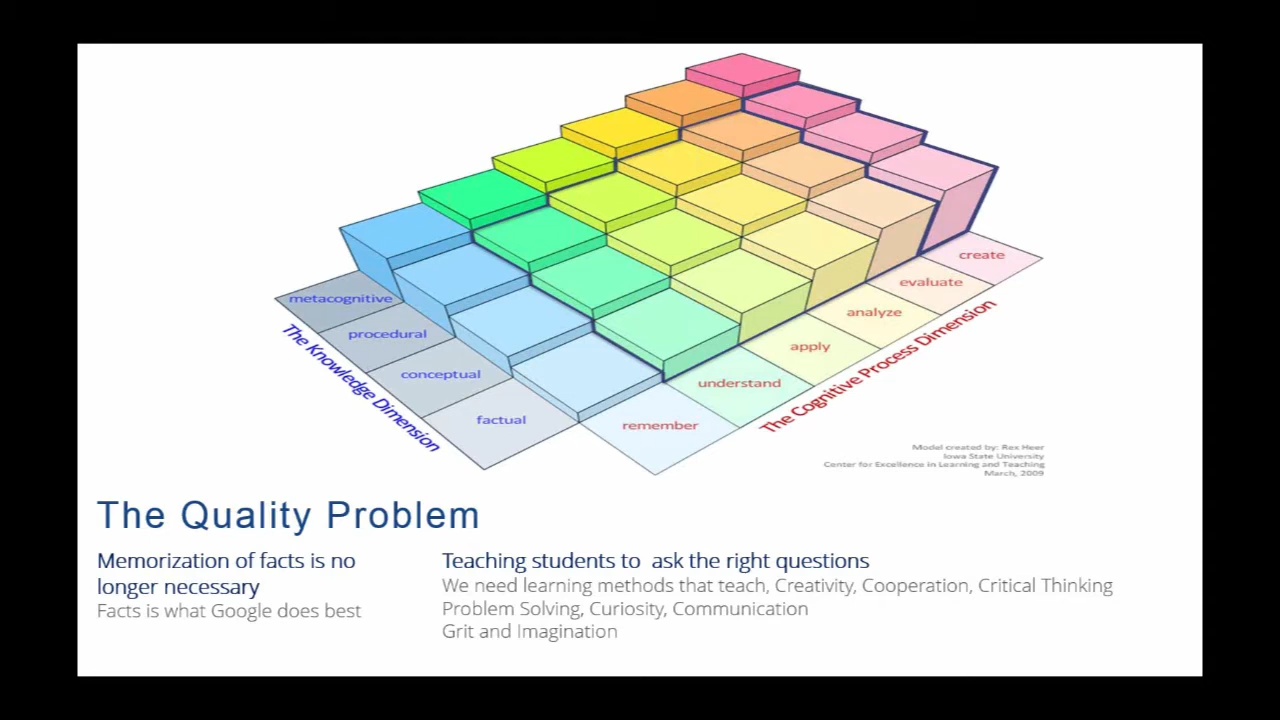 metacognitive
procedural
conceptual
factual
The Knowledge Dimension
remember
understand
apply
analyze
evaluate
create
The Cognitive Process Dimension
Model created by: Rex Heer
Iowa State University
Center for Excellence in Learning and Teaching
March, 2009
The Quality Problem
Memorization of facts is no
longer necessary
Facts is what Google does best
Teaching students to ask the right questions
We need learning methods that teach, Creativity, Cooperation, Critical Thinking
Problem Solving, Curiosity, Communication
Grit and Imagination